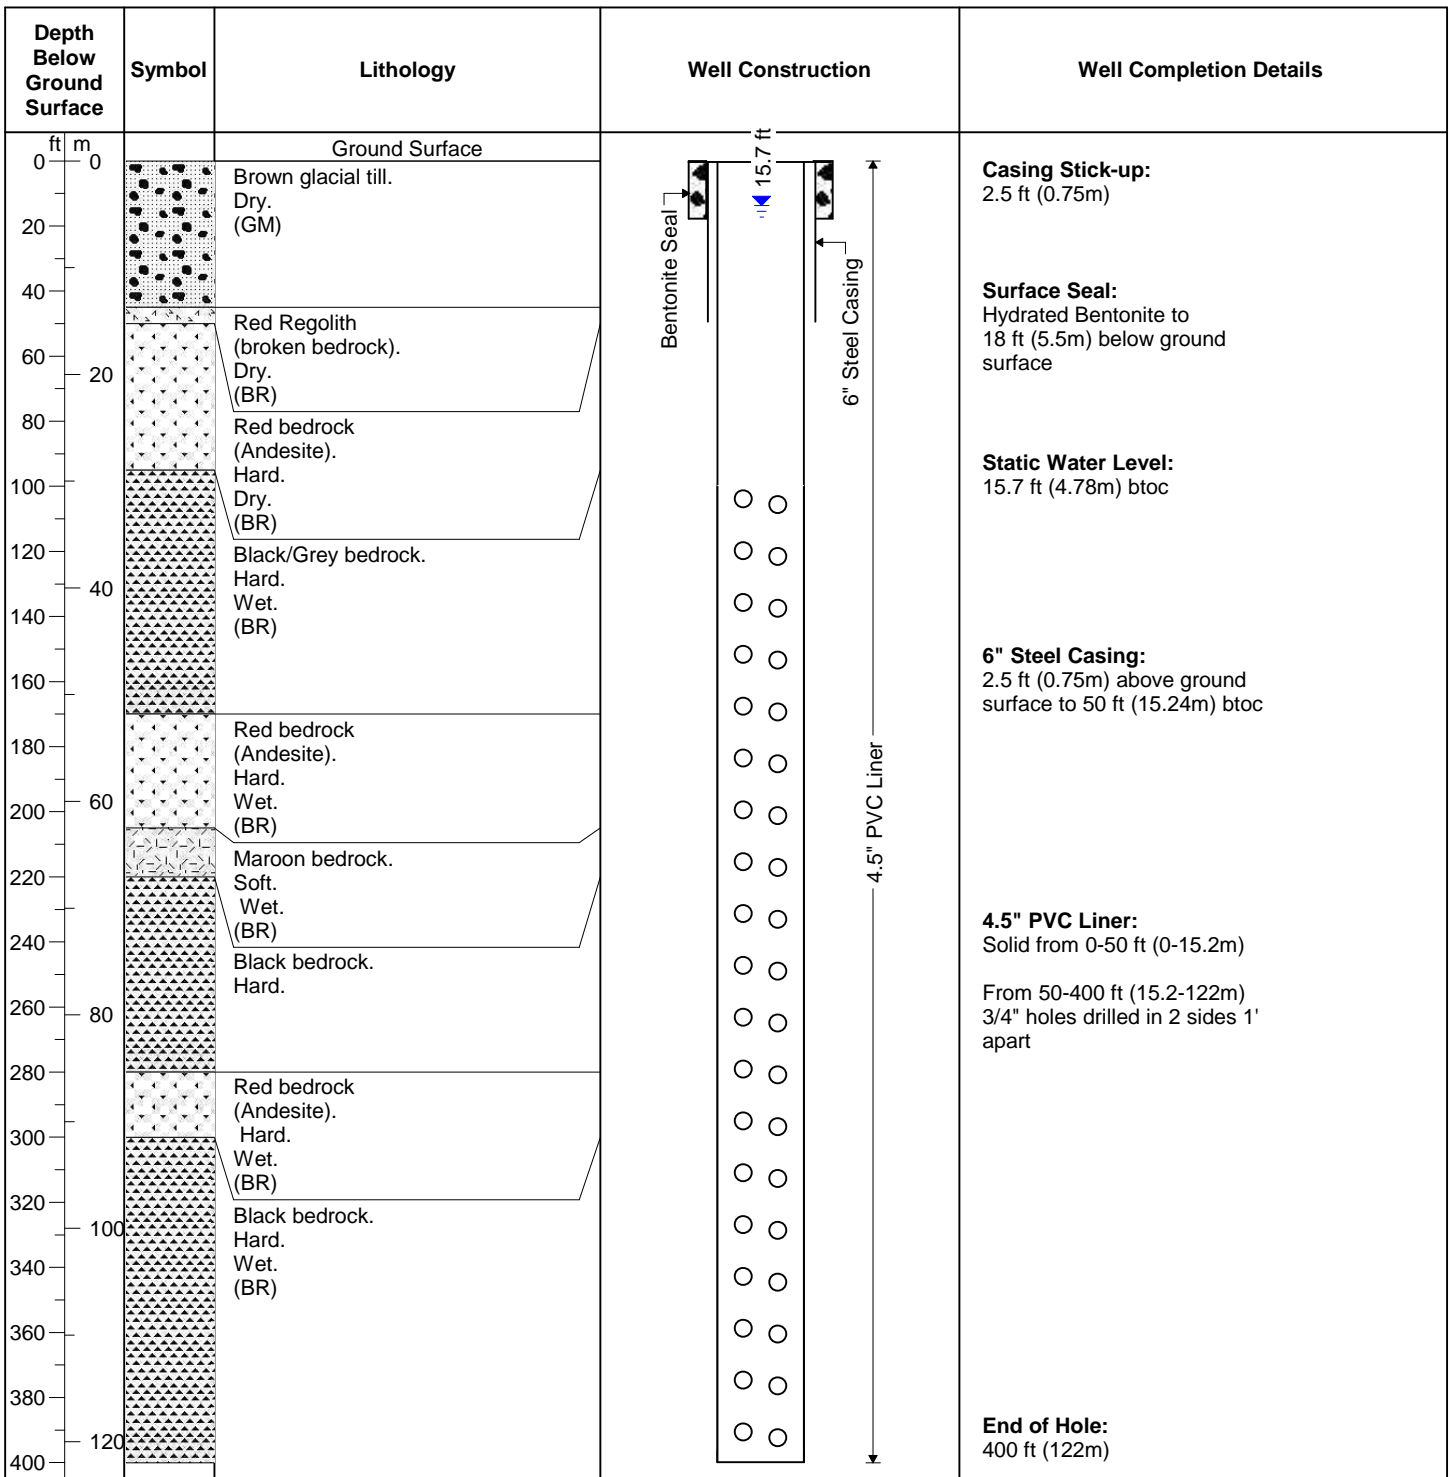 Depth
Below
Ground
Surface
Symbol
Lithology
Well Construction
Well Completion Details
ft m
0
20
40
60
80
100
120
140
160
180
200
220
240
260
280
300
320
340
360
380
400
0
20
40
60
80
100
120
Ground Surface
Brown glacial till.
Dry.
(GM)
Red Regolith
(broken bedrock).
Dry.
(BR)
Red bedrock
(Andesite).
Hard.
Dry.
(BR)
Black/Grey bedrock.
Hard.
Wet.
(BR)
Red bedrock
(Andesite).
Hard.
Wet.
(BR)
Maroon bedrock.
Soft.
Wet.
(BR)
Black bedrock.
Hard.
Red bedrock
(Andesite).
Hard.
Wet.
(BR)
Black bedrock.
Hard.
Wet.
(BR)
Bentonite Seal
15.7 ft
6" Steel Casing
4.5" PVC Liner
Casing Stick-up:
2.5 ft (0.75m)
Surface Seal:
Hydrated Bentonite to
18 ft (5.5m) below ground
surface
Static Water Level:
15.7 ft (4.78m) btoc
6" Steel Casing:
2.5 ft (0.75m) above ground
surface to 50 ft (15.24m) btoc
4.5" PVC Liner:
Solid from 0-50 ft (0-15.2m)
From 50-400 ft (15.2-122m)
3/4" holes drilled in 2 sides 1'
apart
End of Hole:
400 ft (122m)